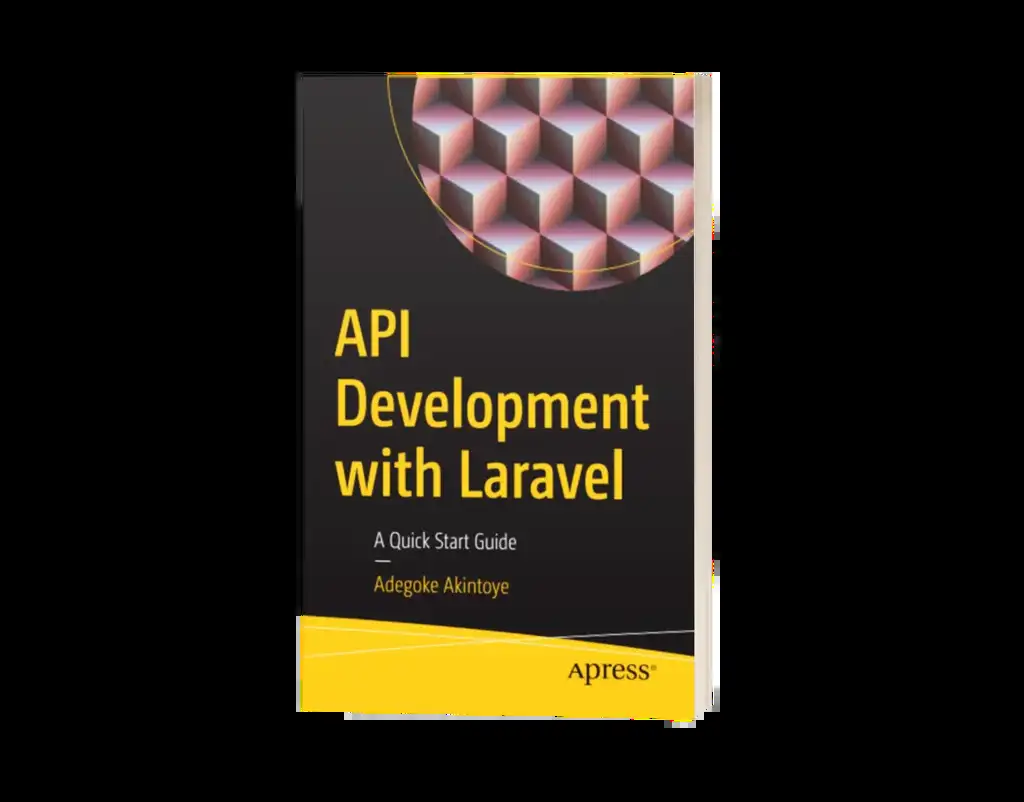 API
Development
with Laravel
A Quick Start Guide
Adegoke Akintoye
Apress®